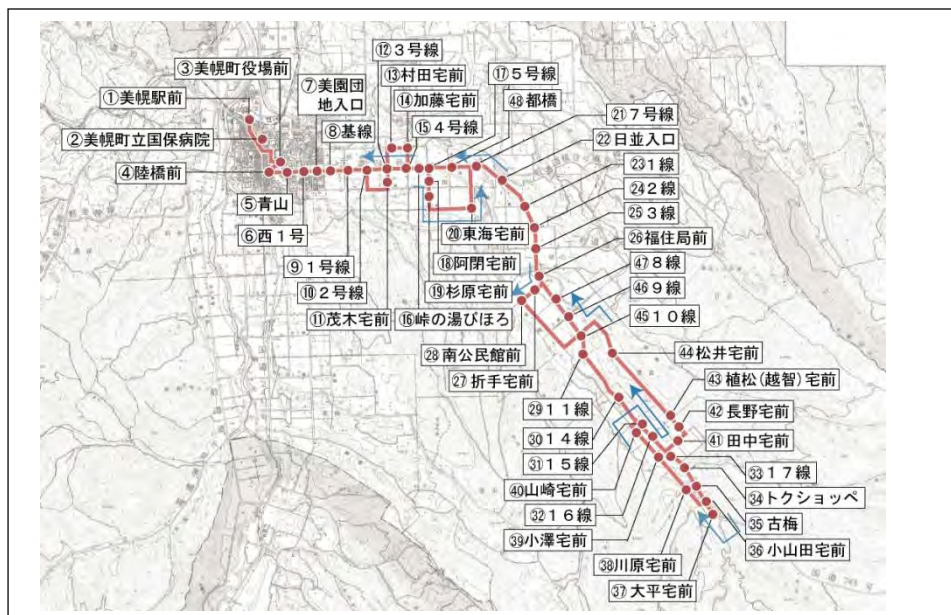 ⑫３号線
③美幌町役場前
⑬村田宅前
⑰５号線
①美幌駅前
⑦美園団
地入口
⑭加藤宅前
㊽都橋
⑧基線
⑮４号線
㉑７号線
②美幌町立国保病院
㉒日並入口
④陸橋前
㉓１線
㉔２線
⑤青山
㉕３線
⑥西１号
⑳東海宅前
㉖福住局前
⑨１号線
⑱阿閉宅前
㊼８線
⑩２号線
⑲杉原宅前
㊻９線
⑪茂木宅前
⑯峠の湯びほろ
㊺１０線
㉘南公民館前
㊹松井宅前
㉗折手宅前
㊸植松(越智)宅前
㉙１１線
㊷長野宅前
㉚１４線
㊶田中宅前
㉛１５線
㉝１７線
㊵山崎宅前
㉞トクショッペ
㉜１６線
㉟古梅
㊴小澤宅前
㊱小山田宅前
㊳川原宅前
㊲大平宅前